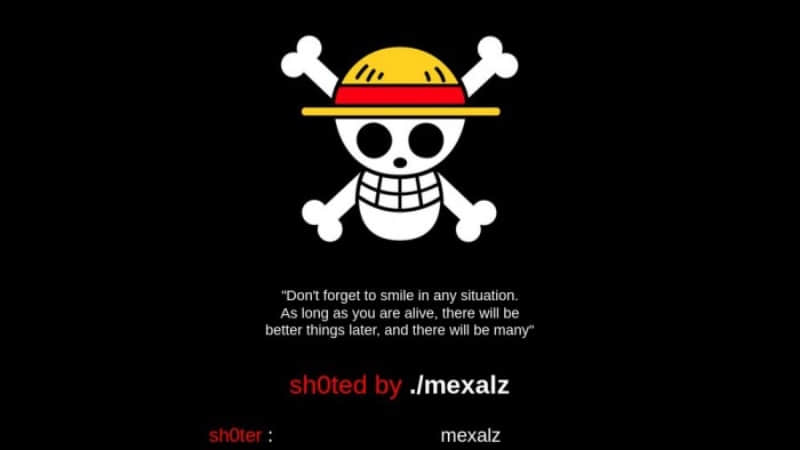 "Don't forget to smile in any situation.
As long as you are alive, there will be
better things later, and there will be many"
sh0ted by ./mexalz
sh0ter : mexalz